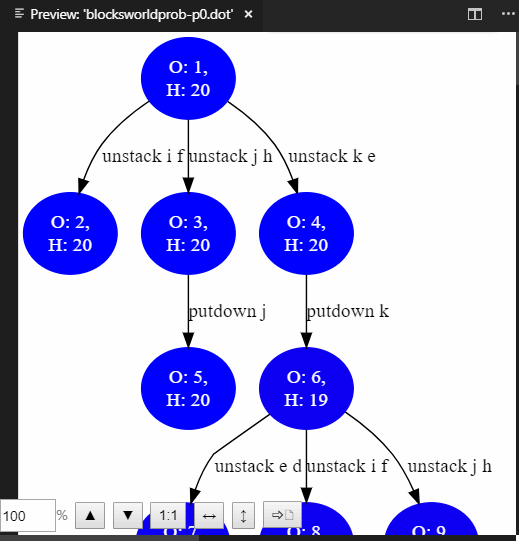 Preview: 'blocksworldprob-p0.dot'
O: 1,
H: 20
unstack i f
unstack j h
unstack k e
O: 2,
H: 20
O: 3,
H: 20
O: 4,
H: 20
putdown j
putdown k
O: 5,
H: 20
O: 6,
H: 19
unstack e d
unstack i f
unstack j h
100 %
1:1
O: 7
O: 8
O: 9